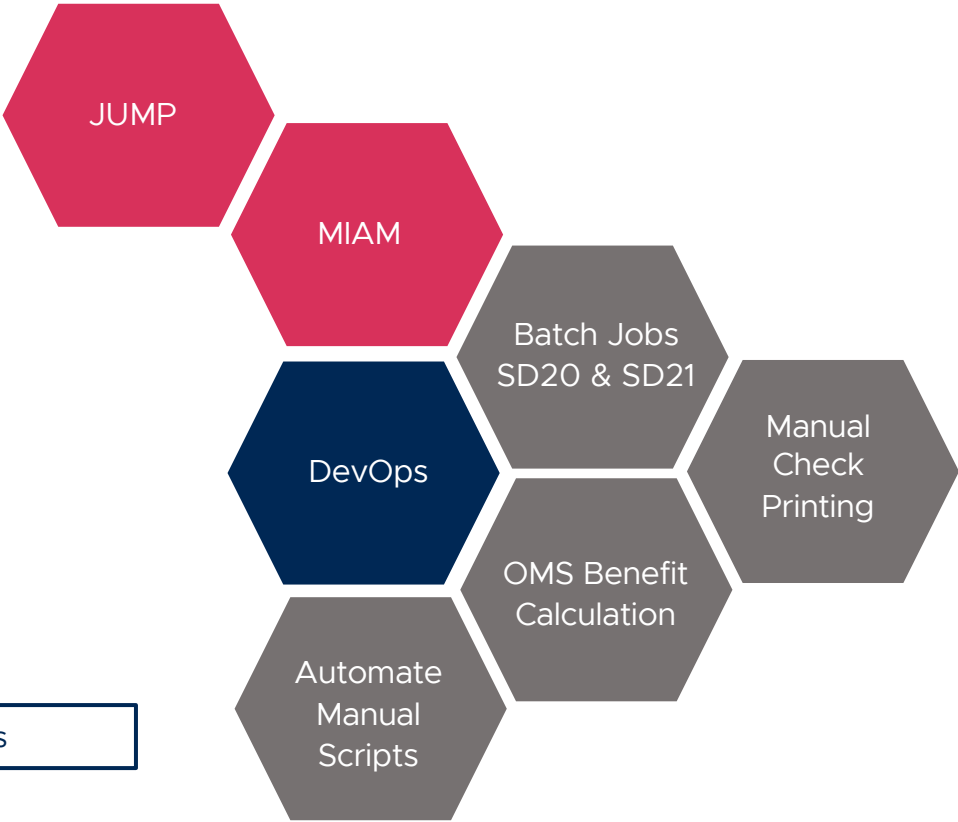 JUMP
MIAM
Batch Jobs
SD20 & SD21
Manual
Check
Printing
DevOps
OMS Benefit
Calculation
Automate
Manual
Scripts